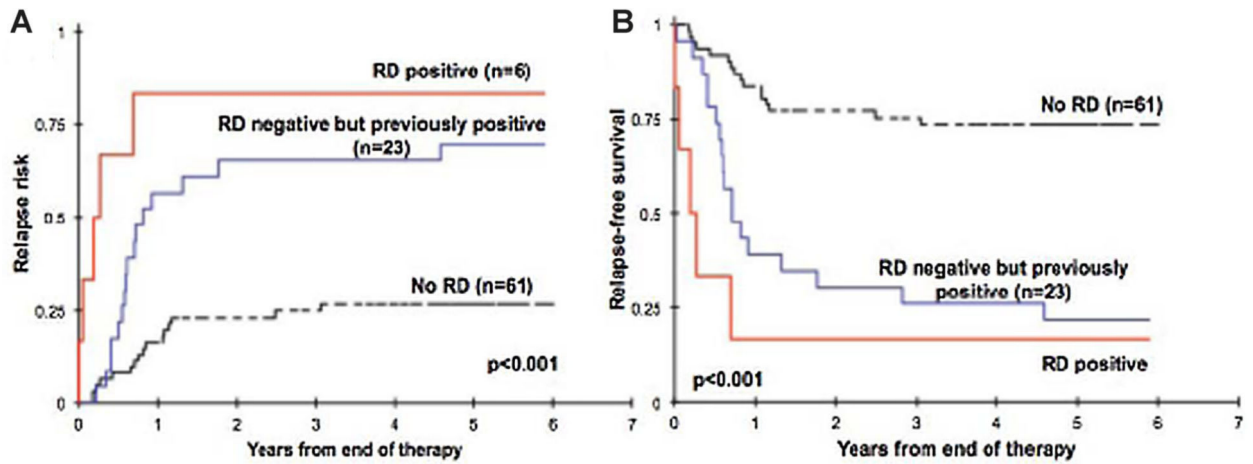 A
Relapse risk
1
0.75
0.5
0.25
0
RD positive (n=6)
RD negative but previously positive
(n=23)
No RD (n=61)
p<0.001
0 1 2 3 4 5 6 7
Years from end of therapy
B
Relapse-free survival
1
0.75
0.5
0.25
0
No RD (n=61)
RD negative but previously
positive (n=23)
RD positive
p<0.001
0 1 2 3 4 5 6 7
Years from end of therapy